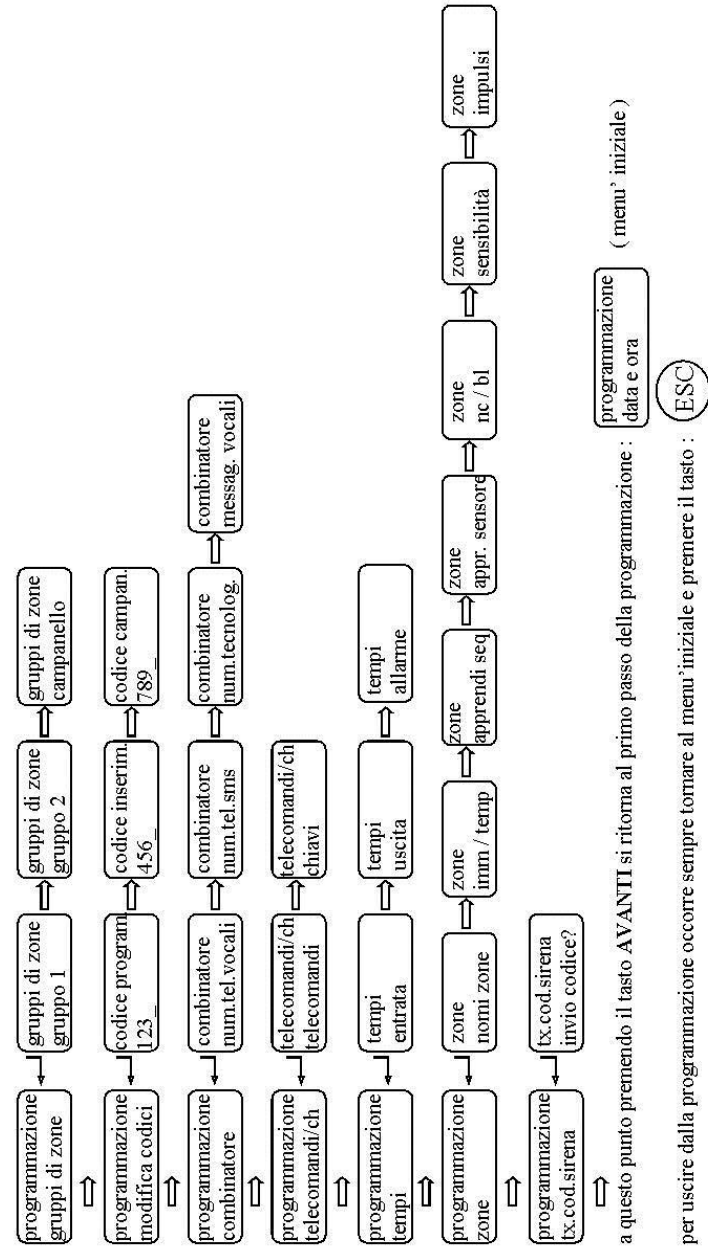 programmazione
gruppi di zone
gruppi di zone
gruppo 1
gruppi di zone
gruppo 2
gruppi di zone
campanello
programmazione
modifica codici
codice program.
123_
codice inserim.
456_
codice campan.
789_
programmazione
combinatore
combinatore
num.tel.vocali
combinatore
num.tel.sms
combinatore
num.tecnolog.
combinatore
messag. vocali
programmazione
telecomandi/ch
telecomandi/ch
telecomandi
telecomandi/ch
chiavi
programmazione
tempi
tempi
entrata
tempi
uscita
tempi
allarme
programmazione
zone
zone
nomi zone
zone
imm / temp
zone
apprendi seq
zone
appr. sensore
zone
nc / bl
zone
sensibilità
zone
impulsi
programmazione
tx.cod.sirena
tx.cod.sirena
invio codice?
a questo punto premendo il tasto AVANTI si ritorna al primo passo della programmazione :
programmazione
data e ora
( menu' iniziale )
per uscire dalla programmazione occorre sempre tornare al menu'iniziale e premere il tasto :
ESC